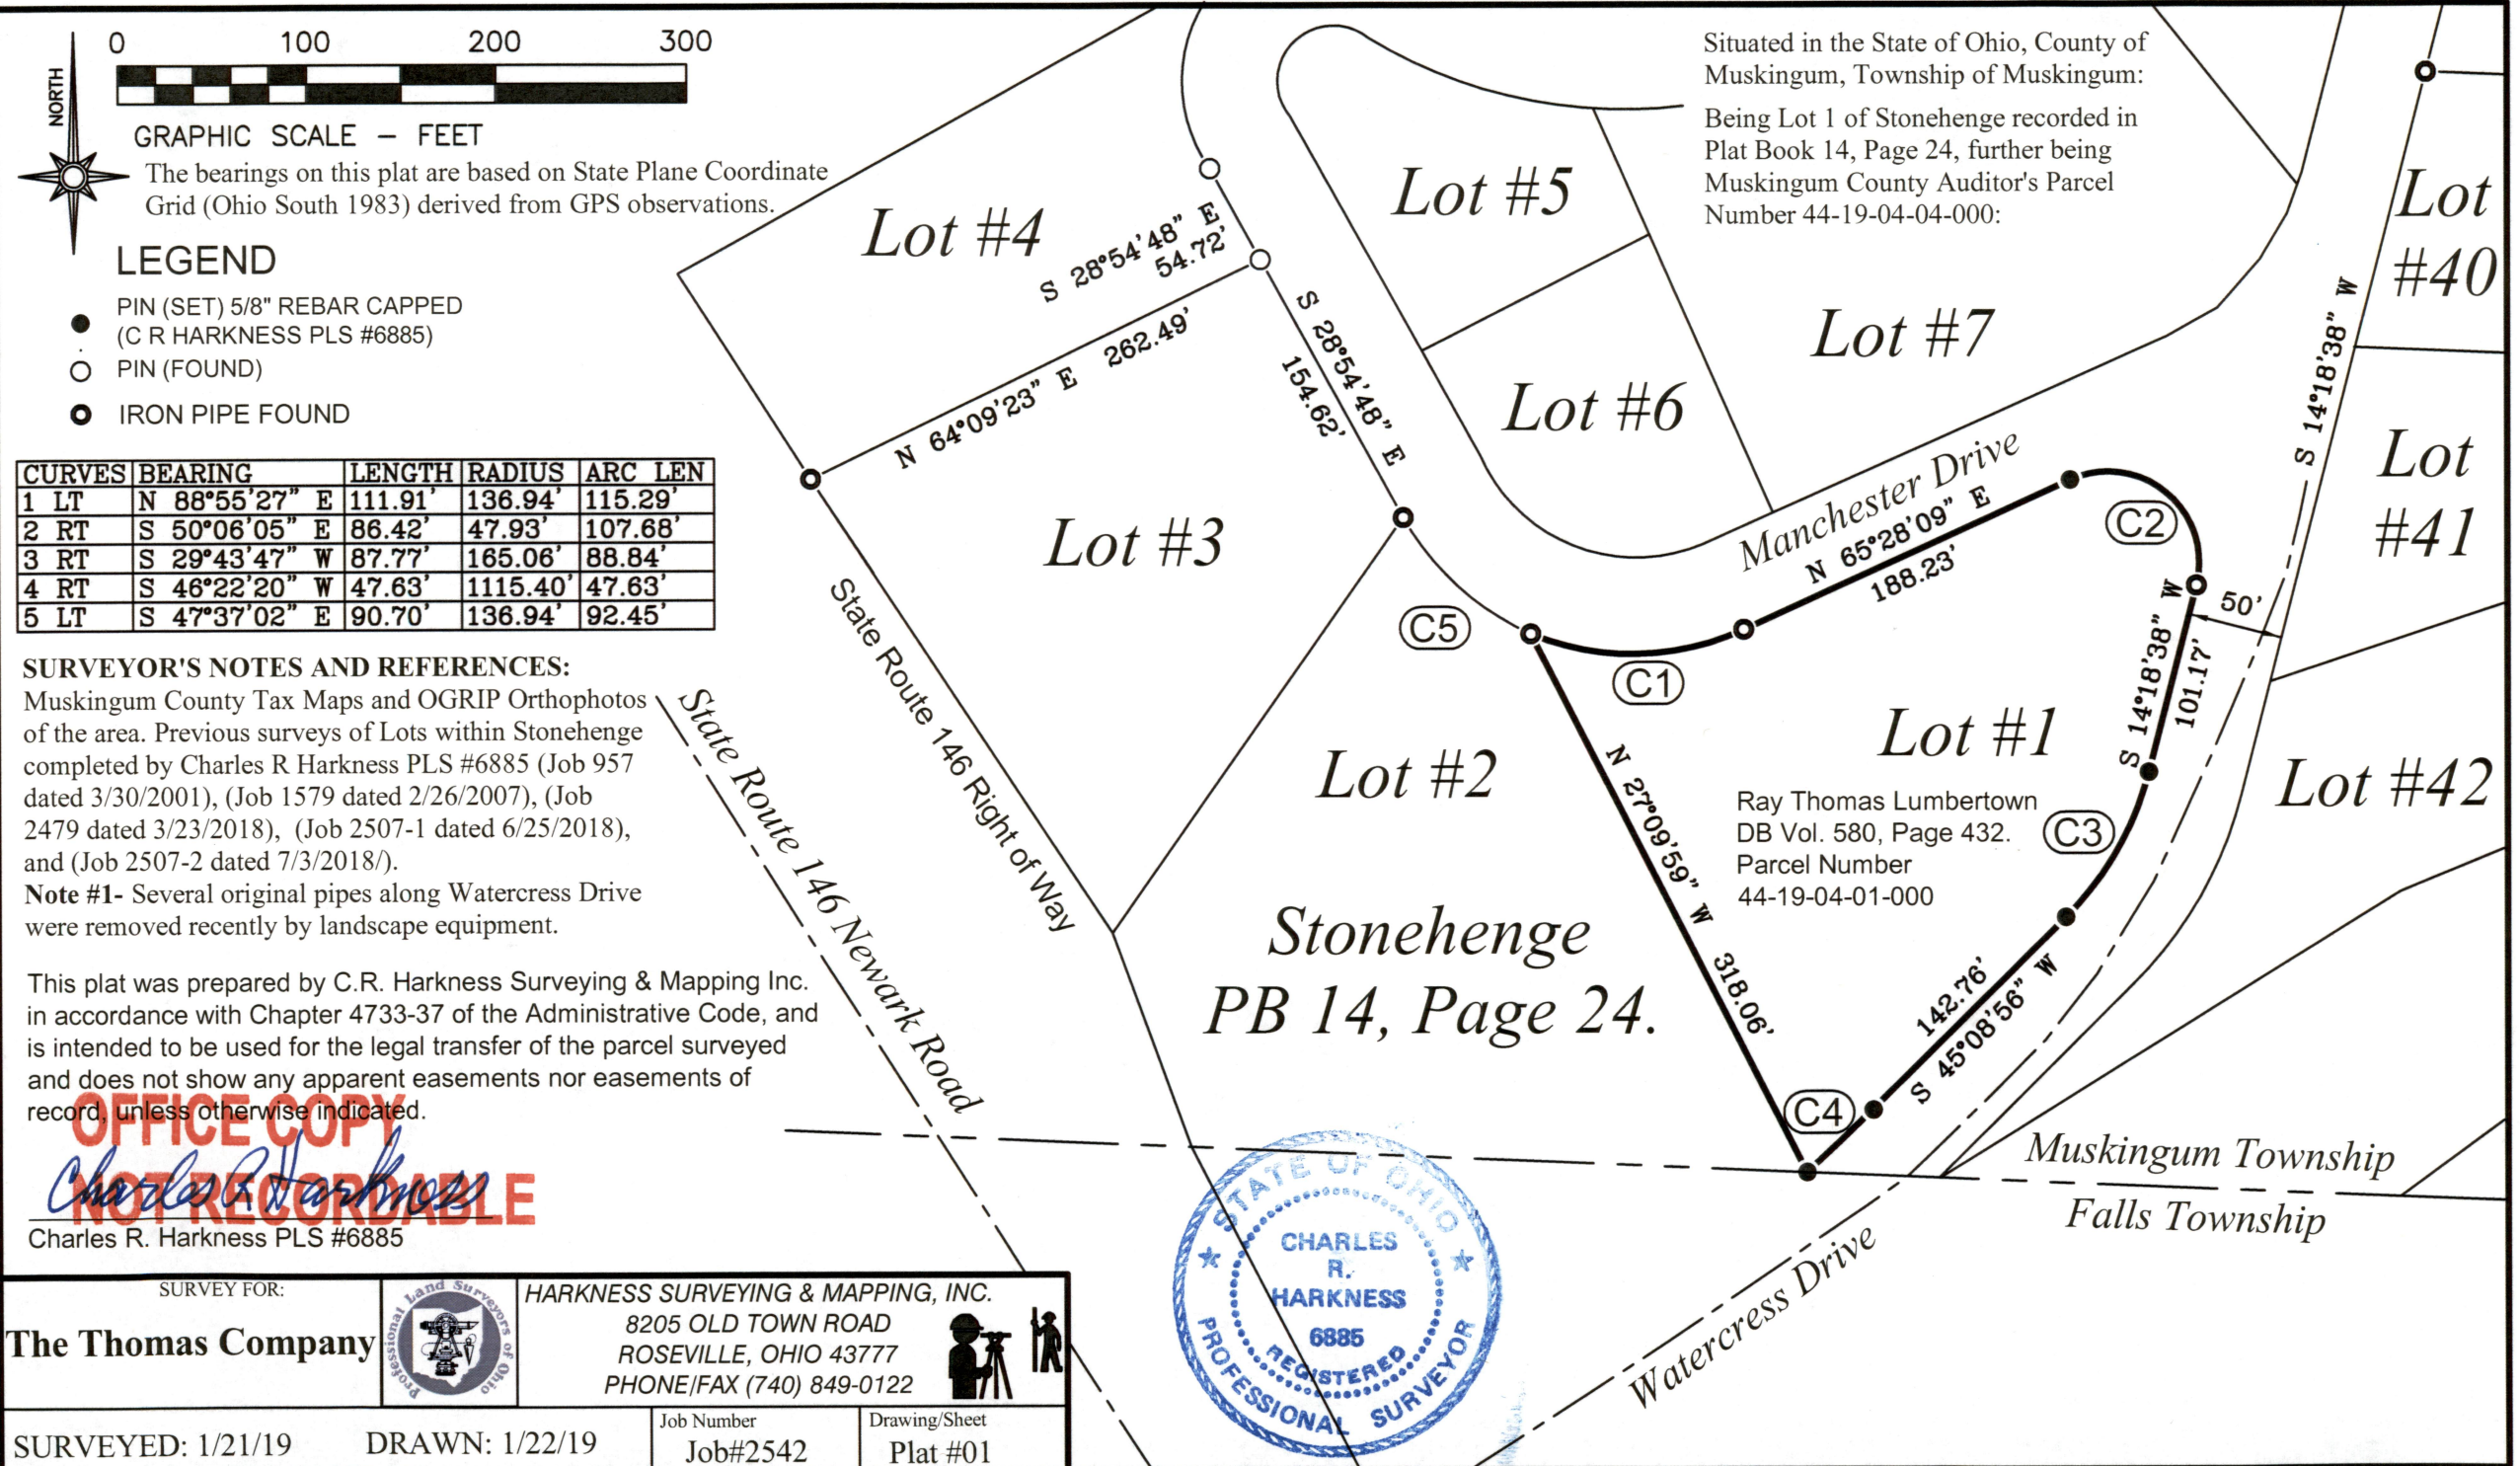 0 100 200 300
NORTH
GRAPHIC SCALE - FEET
The bearings on this plat are based on State Plane Coordinate
Grid (Ohio South 1983) derived from GPS observations.
LEGEND
PIN (SET) 5/8" REBAR CAPPED
(C R HARKNESS PLS #6885)
PIN (FOUND)
IRON PIPE FOUND
CURVES BEARING LENGTH RADIUS ARC LEN
1 LT N 88°55'27" E 111.91' 136.94' 115.29'
2 RT S 50°06'05" E 86.42' 47.93' 107.68'
3 RT S 29°43'47" W 87.77' 165.06' 88.84'
4 RT S 46°22'20" W 47.63' 1115.40' 47.63'
5 LT S 47°37'02" E 90.70' 136.94' 92.45'
SURVEYOR'S NOTES AND REFERENCES:
Muskingum County Tax Maps and OGRIP Orthophotos
of the area. Previous surveys of Lots within Stonehenge
completed by Charles R Harkness PLS #6885 (Job 957
dated 3/30/2001), (Job 1579 dated 2/26/2007), (Job
2479 dated 3/23/2018), (Job 2507-1 dated 6/25/2018),
and (Job 2507-2 dated 7/3/2018/).
Note #1- Several original pipes along Watercress Drive
were removed recently by landscape equipment.
This plat was prepared by C.R. Harkness Surveying & Mapping Inc.
in accordance with Chapter 4733-37 of the Administrative Code, and
is intended to be used for the legal transfer of the parcel surveyed
and does not show any apparent easements nor easements of
record, unless otherwise indicated.
OFFICE COPY
NOT RECORDABLE
Charles R Harkness
Charles R. Harkness PLS #6885
SURVEY FOR:
The Thomas Company
Professional Land Surveyors of Ohio
HARKNESS SURVEYING & MAPPING, INC.
8205 OLD TOWN ROAD
ROSEVILLE, OHIO 43777
PHONE/FAX (740) 849-0122
SURVEYED: 1/21/19
DRAWN: 1/22/19
Job Number
Job#2542
Drawing/Sheet
Plat #01
Situated in the State of Ohio, County of
Muskingum, Township of Muskingum:
Being Lot 1 of Stonehenge recorded in
Plat Book 14, Page 24, further being
Muskingum County Auditor's Parcel
Number 44-19-04-04-000:
Lot #4
S 28°54'48" E
54.72'
N 64°09'23" E 262.49'
S 28°54'48" E
154.62'
Lot #5
Lot #6
Lot #7
Lot
#40
Lot
#41
Lot #42
S 14°18'38" W
Lot #3
Manchester Drive
N 65°28'09" E
188.23'
C2
C5
C1
50'
S 14°18'38" W
101.17'
State Route 146 Right of Way
State Route 146 Newark Road
Lot #2
Lot #1
N 27°09'59" W 318.06'
Ray Thomas Lumbertown
DB Vol. 580, Page 432.
Parcel Number
44-19-04-01-000
C3
Stonehenge
PB 14, Page 24.
142.76'
S 45°08'56" W
C4
Muskingum Township
Falls Township
Watercress Drive
STATE OF OHIO
CHARLES
R.
HARKNESS
6885
REGISTERED
PROFESSIONAL SURVEYOR